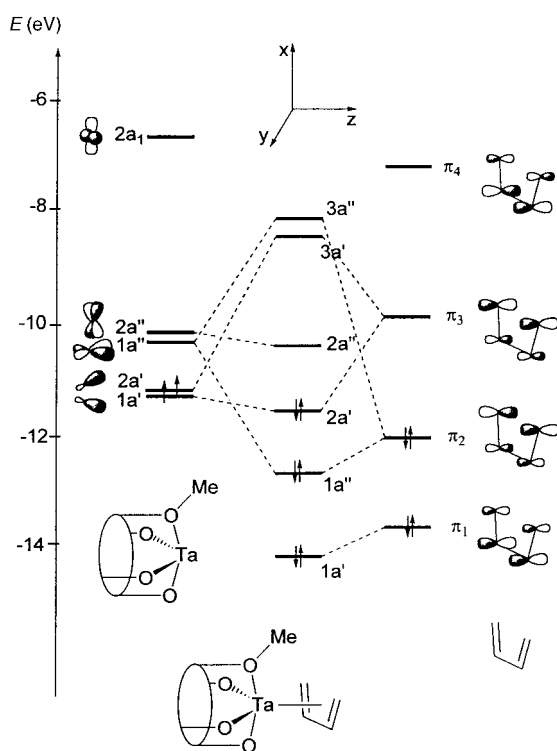 E (eV)
x
y
z
-6
-8
-10
-12
-14
2a₁
2a"
1a"
2a'
1a'
3a"
3a'
2a"
2a'
1a"
1a'
π₄
π₃
π₂
π₁
Me
O
O
Ta
O
O
Me
O
O
Ta
O
O